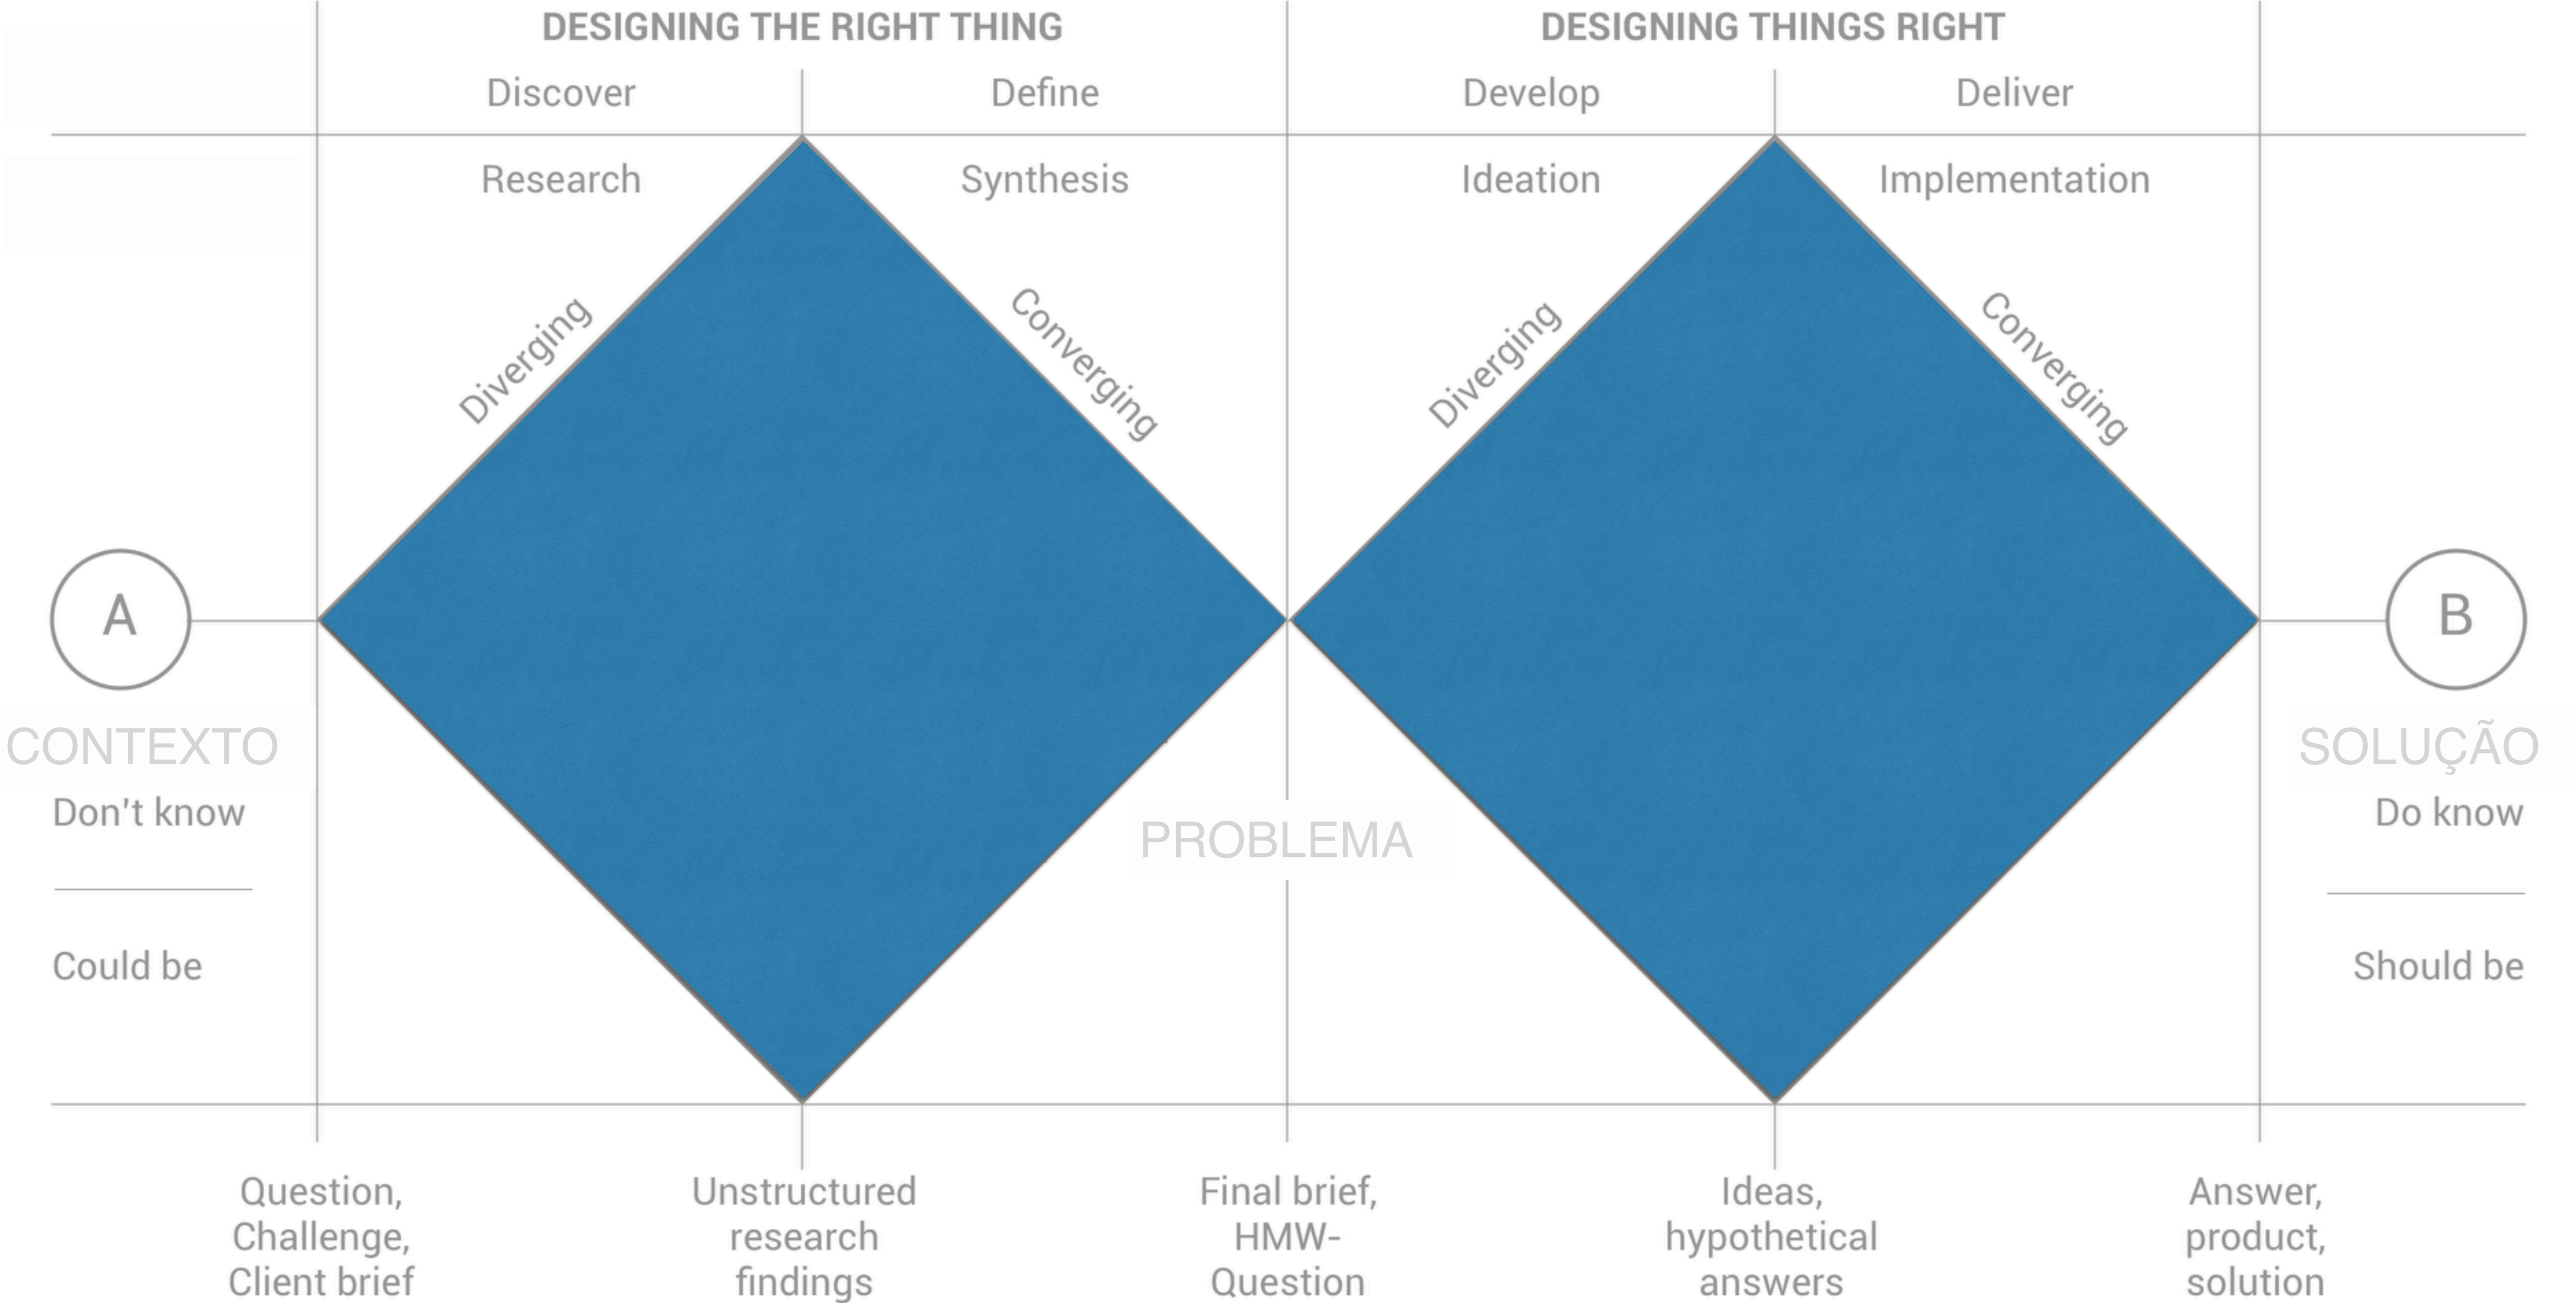 DESIGNING THE RIGHT THING
DESIGNING THINGS RIGHT
Discover
Define
Develop
Deliver
Research
Synthesis
Ideation
Implementation
Diverging
Converging
Diverging
Converging
A
B
CONTEXTO
SOLUÇÃO
Don't know
Do know
PROBLEMA
Could be
Should be
Question,
Challenge,
Client brief
Unstructured
research
findings
Final brief,
HMW-
Question
Ideas,
hypothetical
answers
Answer,
product,
solution